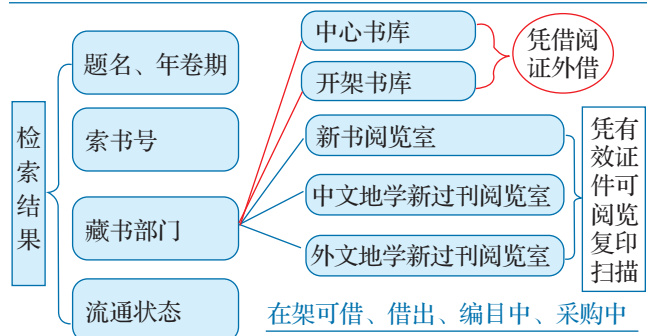 检索结果
题名、年卷期
索书号
藏书部门
流通状态
中心书库
开架书库
新书阅览室
中文地学新过刊阅览室
外文地学新过刊阅览室
凭借阅
证外借
凭有
效证
件可
阅览
复印
扫描
在架可借、借出、编目中、采购中